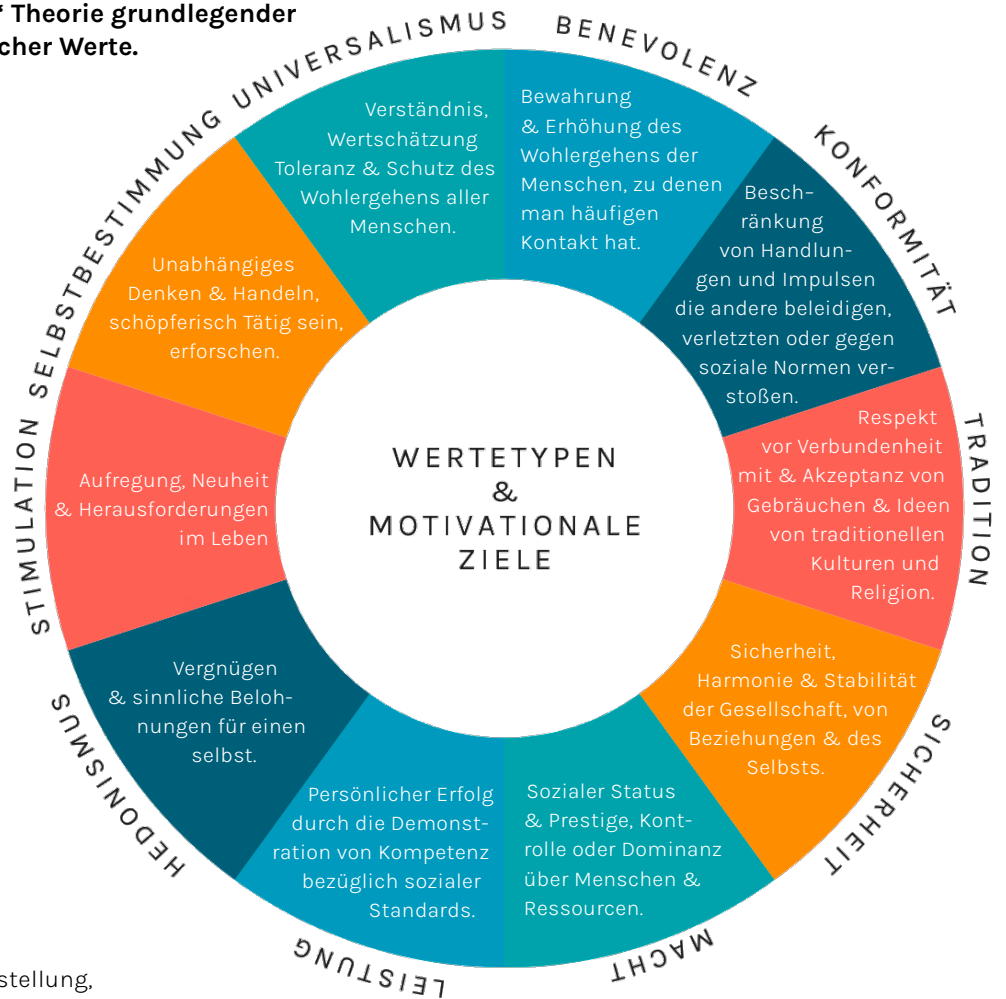 * Theorie grundlegender
cher Werte.
UNIVERSALISMUS
Verständnis,
Wertschätzung
Toleranz & Schutz des
Wohlergehens aller
Menschen.
BENEVOLENZ
Bewahrung
& Erhöhung des
Wohlergehens der
Menschen, zu denen
man häufigen
Kontakt hat.
KONFORMITÄT
Besch-
ränkung
von Handlun-
gen und Impulsen
die andere beleidigen,
verletzten oder gegen
soziale Normen ver-
stoßen.
TRADITION
Respekt
vor Verbundenheit
mit & Akzeptanz von
Gebräuchen & Ideen
von traditionellen
Kulturen und
Religion.
SICHERHEIT
Sicherheit,
Harmonie & Stabilität
der Gesellschaft, von
Beziehungen & des
Selbsts.
MACHT
Sozialer Status
& Prestige, Kont-
rolle oder Dominanz
über Menschen &
Ressourcen.
LEISTUNG
Persönlicher Erfolg
durch die Demonst-
ration von Kompetenz
bezüglich sozialer
Standards.
HEDONISMUS
Vergnügen
& sinnliche Beloh-
nungen für einen
selbst.
STIMULATION
Aufregung, Neuheit
& Herausforderungen
im Leben
SELBSTBESTIMMUNG
Unabhängiges
Denken & Handeln,
schöpferisch Tätig sein,
erforschen.
WERTETYPEN
&
MOTIVATIONALE
ZIELE
stellung,